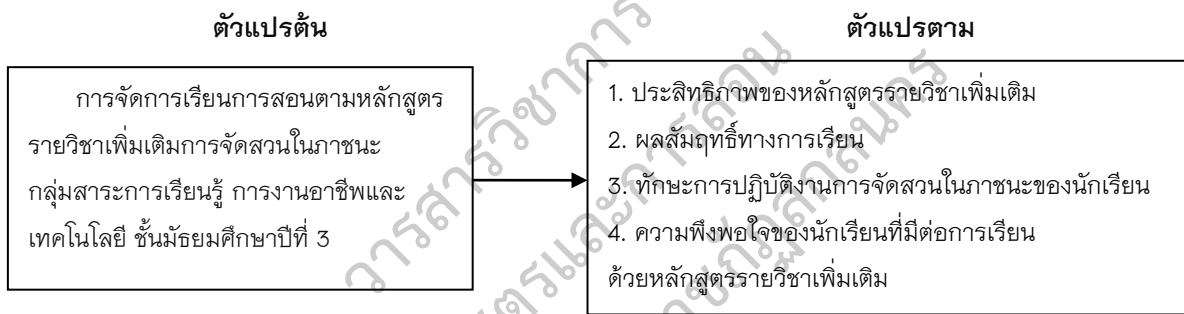 ตัวแปรต้น
ตัวแปรตาม
การจัดการเรียนการสอนตามหลักสูตร
รายวิชาเพิ่มเติมการจัดสวนในภาชนะ
กลุ่มสาระการเรียนรู้ การงานอาชีพและ
เทคโนโลยี ชั้นมัธยมศึกษาปีที่ 3
1. ประสิทธิภาพของหลักสูตรรายวิชาเพิ่มเติม
2. ผลสัมฤทธิ์ทางการเรียน
3. ทักษะการปฏิบัติงานการจัดสวนในภาชนะของนักเรียน
4. ความพึงพอใจของนักเรียนที่มีต่อการเรียน
ด้วยหลักสูตรรายวิชาเพิ่มเติม
วารสารวิชาการ